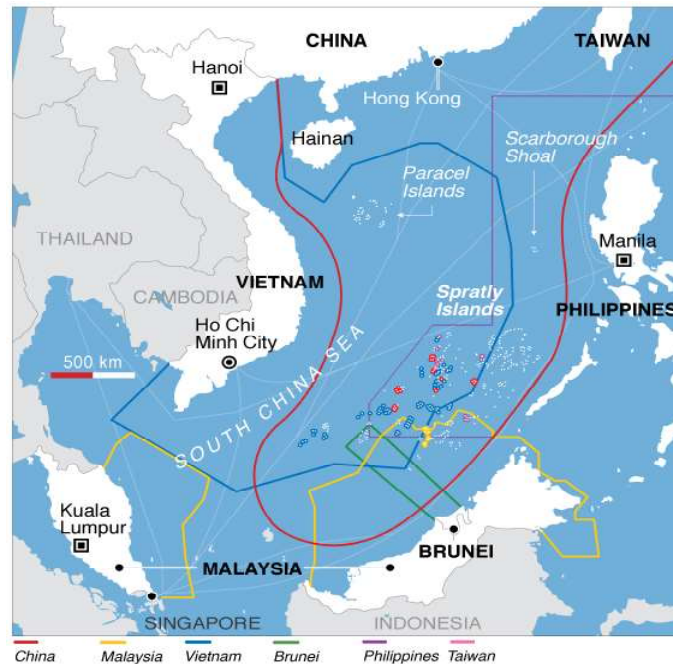 CHINA
TAIWAN
Hanoi
Hong Kong
Hainan
Scarborough
Shoal
Paracel
Islands
THAILAND
Manila
VIETNAM
CAMBODIA
Spratly
Islands
PHILIPPINES
Ho Chi
Minh City
500 km
SOUTH CHINA SEA
Kuala
Lumpur
BRUNEI
MALAYSIA
SINGAPORE
INDONESIA
China
Malaysia
Vietnam
Brunei
Philippines
Taiwan